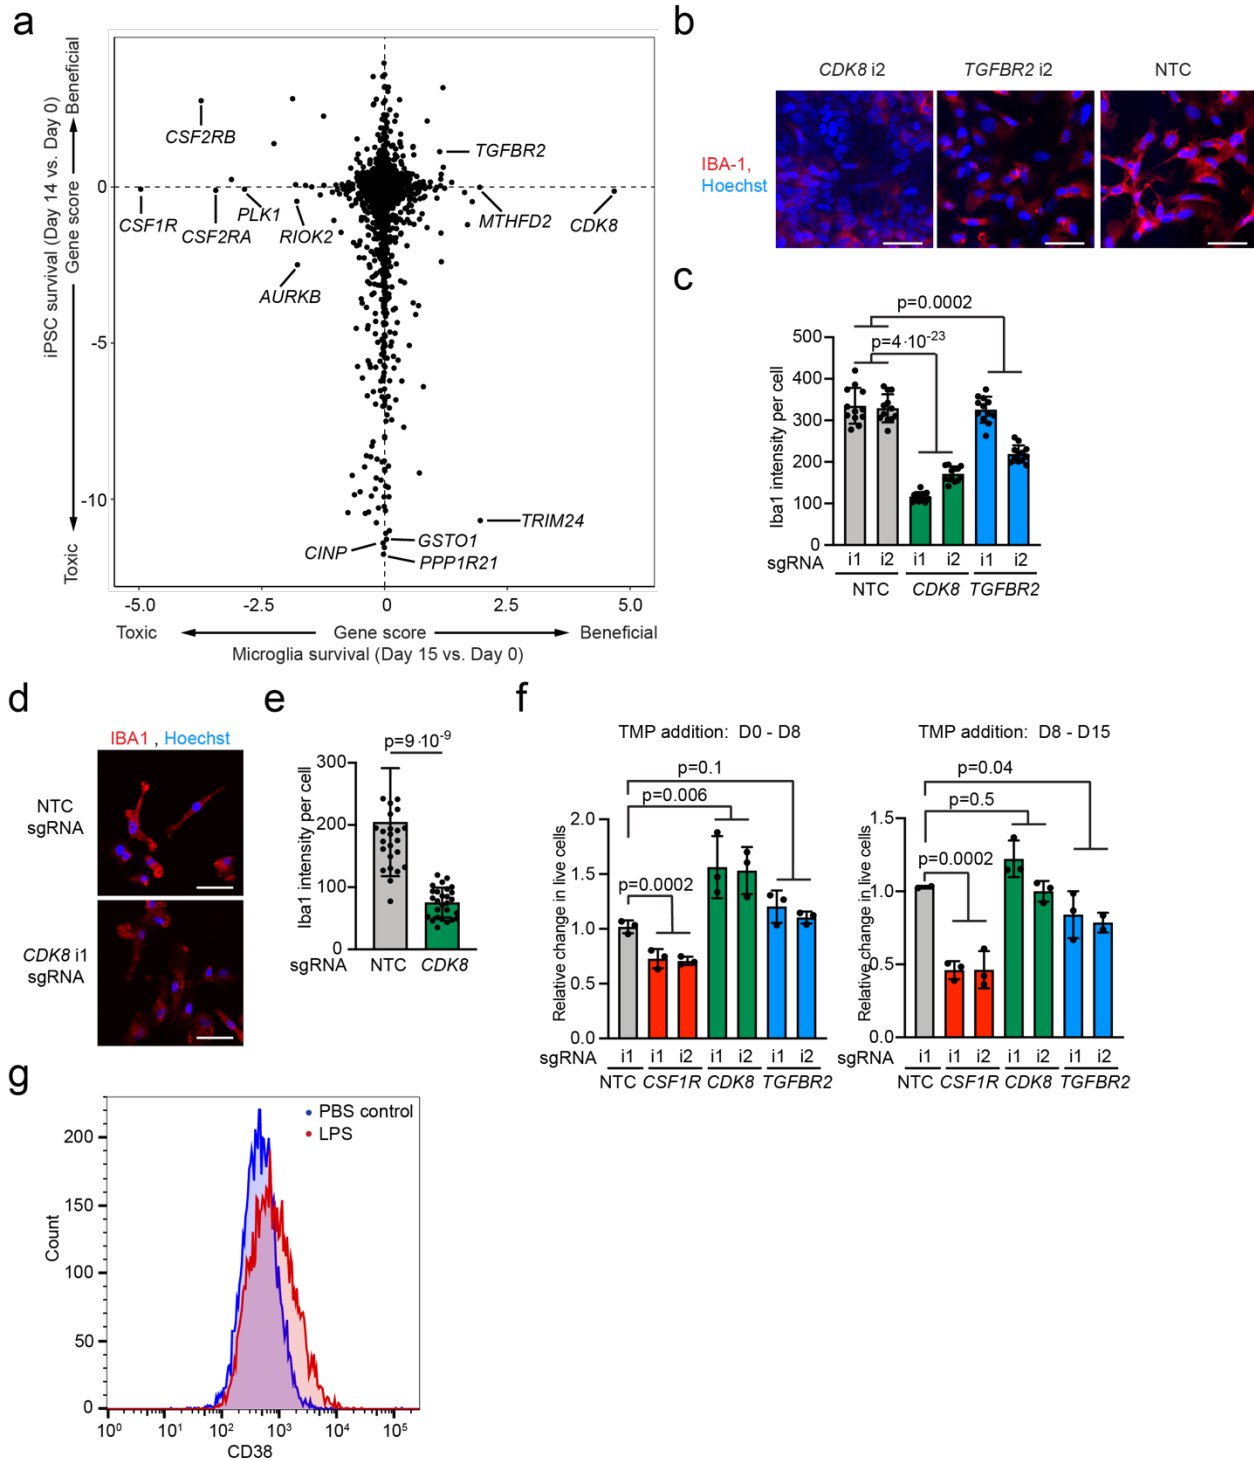 a
iPSC survival (Day 14 vs. Day 0)
Toxic
Gene score
Beneficial
0
-5
-10
CSF2RB
CSF1R
CSF2RA
PLK1
RIOK2
AURKB
TGFBR2
MTHFD2
CDK8
TRIM24
CINP
GSTO1
PPP1R21
-5.0
-2.5
0
2.5
5.0
Toxic
Gene score
Beneficial
Microglia survival (Day 15 vs. Day 0)
b
CDK8 i2
TGFBR2 i2
NTC
IBA-1,
Hoechst
c
Iba1 intensity per cell
500
400
300
200
100
0
p=0.0002
p=4·10-23
sgRNA
i1 i2 i1 i2 i1 i2
NTC CDK8 TGFBR2
d
IBA1 , Hoechst
NTC
sgRNA
CDK8 i1
sgRNA
e
Iba1 intensity per cell
300
200
100
0
p=9·10-9
sgRNA NTC CDK8
f
TMP addition: D0 - D8
Relative change in live cells
2.0
1.5
1.0
0.5
0.0
p=0.1
p=0.006
p=0.0002
sgRNA i1 i1 i2 i1 i2 i1 i2
NTC CSF1R CDK8 TGFBR2
TMP addition: D8 - D15
Relative change in live cells
1.5
1.0
0.5
0.0
p=0.04
p=0.5
p=0.0002
sgRNA i1 i1 i2 i1 i2 i1 i2
NTC CSF1R CDK8 TGFBR2
g
PBS control
LPS
Count
200
150
100
50
0
10⁰ 10¹ 10² 10³ 10⁴ 10⁵
CD38